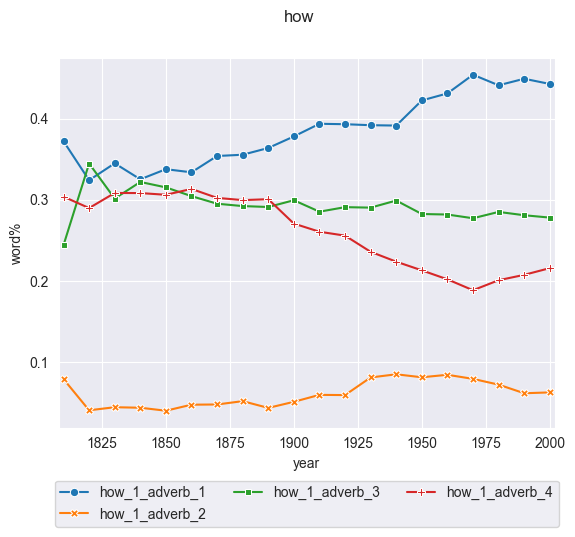 how
0.4
0.3
0.2
0.1
word%
1825 1850 1875 1900 1925 1950 1975 2000
year
how_1_adverb_1 how_1_adverb_3 how_1_adverb_4
how_1_adverb_2